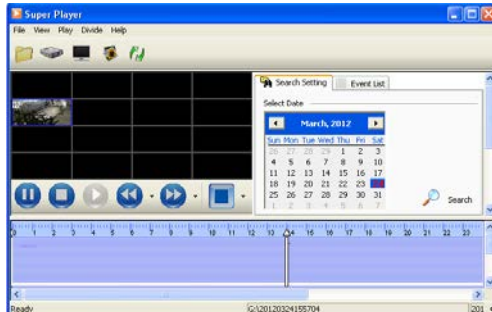 Super Player
File View Play Divide Help
Search Setting Event List
Select Date
March, 2012
Sun Mon Tue Wed Thu Fri Sat
26 27 28 29 1 2 3
4 5 6 7 8 9 10
11 12 13 14 15 16 17
18 19 20 21 22 23
25 26 27 28 29 30 31
1 2 3 4 5 6 7
Search
0 1 2 3 4 5 6 7 8 9 10 11 12 13 14 15 16 17 18 19 20 21 22 23
Ready G:\20120324155704 201